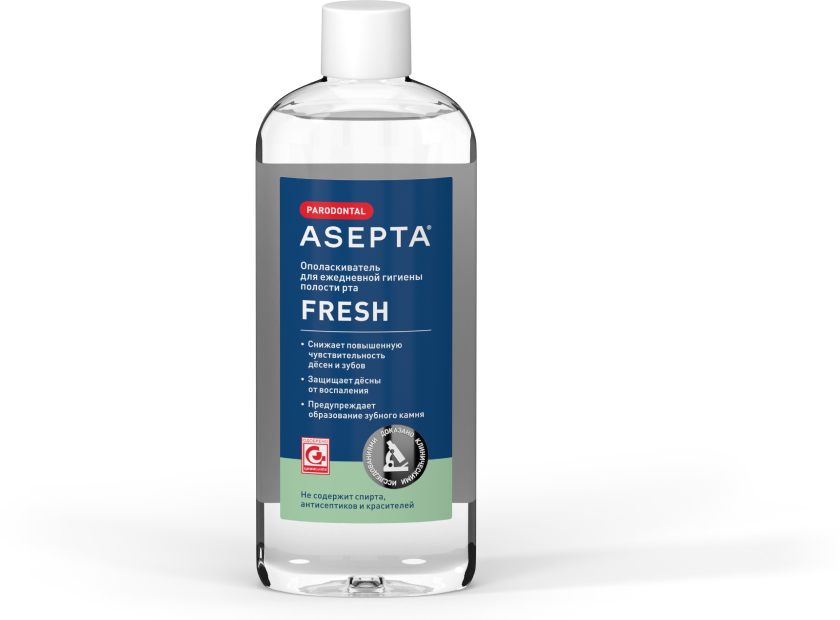 PARODONTAL
ASEPTA®
Ополаскиватель
для ежедневной гигиены
полости рта
FRESH
• Снижает повышенную
чувствительность
дёсен и зубов
• Защищает дёсны
от воспаления
• Предупреждает
образование зубного камня
ДОКАЗАНО КЛИНИЧЕСКИМИ ИССЛЕДОВАНИЯМИ
Не содержит спирта,
антисептиков и красителей